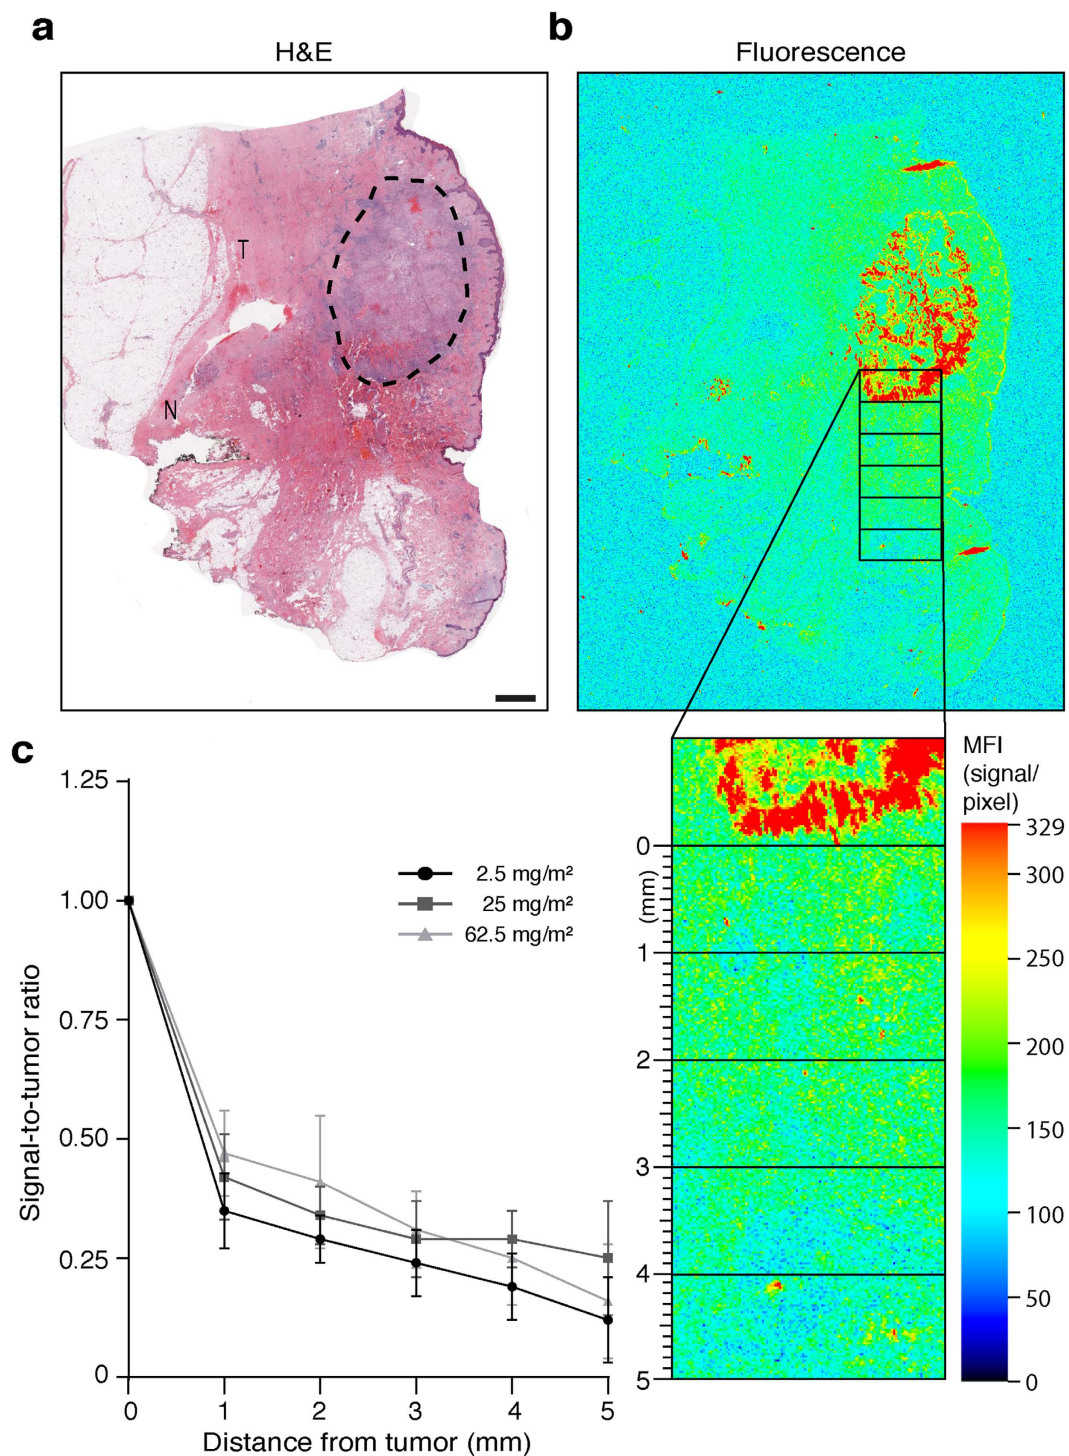 a
H&E
T
N
b
Fluorescence
c
1.25
1.00
0.75
0.50
0.25
0
Signal-to-tumor ratio
2.5 mg/m²
25 mg/m²
62.5 mg/m²
0 1 2 3 4 5
Distance from tumor (mm)
0
(mm)
1
2
3
4
5
MFI
(signal/
pixel)
329
300
250
200
150
100
50
0